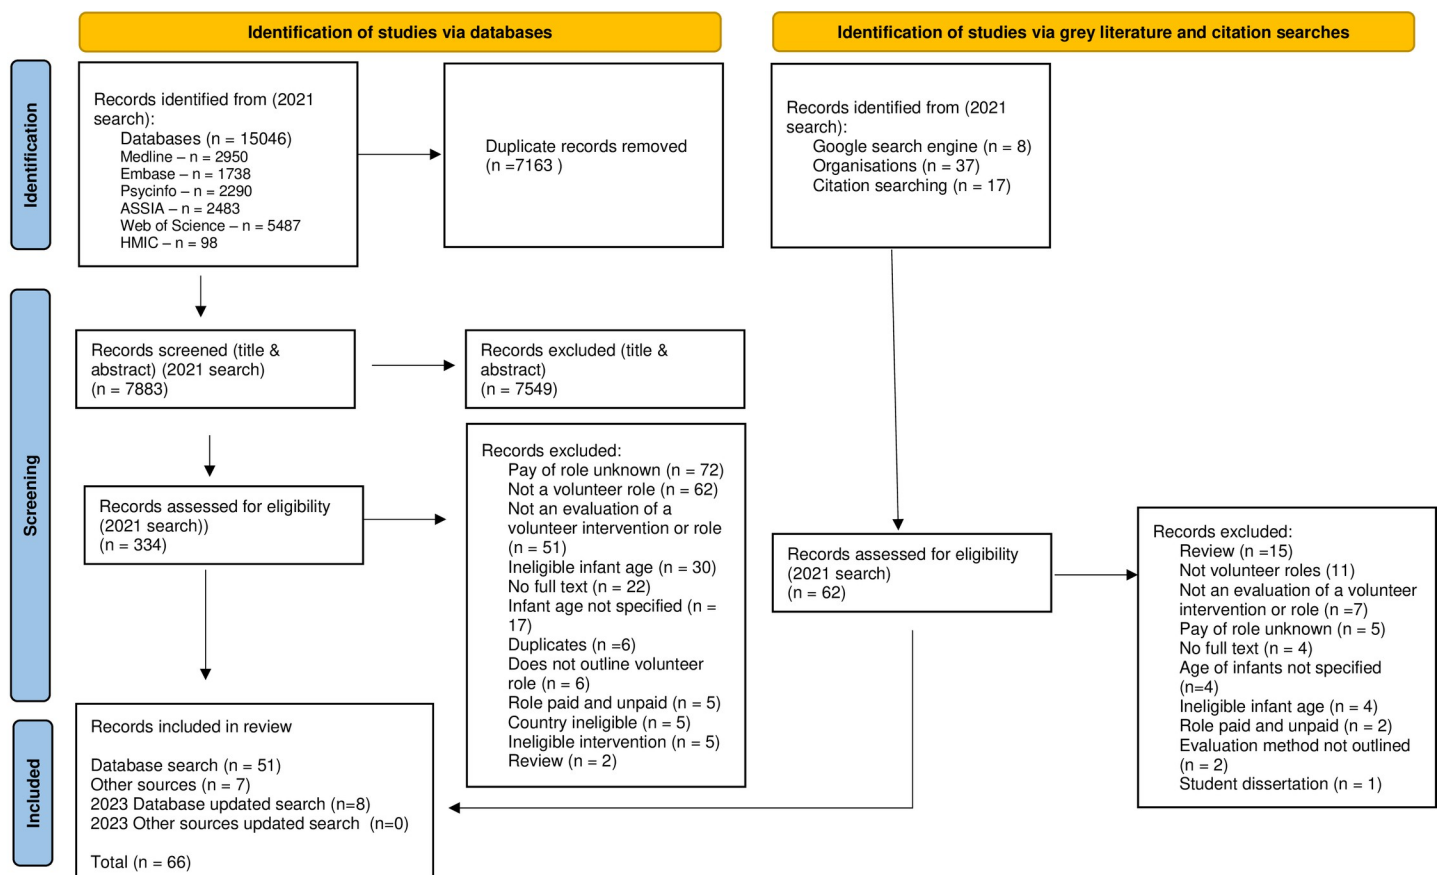 Identification of studies via databases
Identification of studies via grey literature and citation searches
Identification
Records identified from (2021
search):
Databases (n = 15046)
Medline – n = 2950
Embase – n = 1738
Psycinfo – n = 2290
ASSIA – n = 2483
Web of Science – n = 5487
HMIC – n = 98
Duplicate records removed
(n =7163 )
Records identified from (2021
search):
Google search engine (n = 8)
Organisations (n = 37)
Citation searching (n = 17)
Screening
Records screened (title &
abstract) (2021 search)
(n = 7883)
Records excluded (title &
abstract)
(n = 7549)
Records assessed for eligibility
(2021 search))
(n = 334)
Records excluded:
Pay of role unknown (n = 72)
Not a volunteer role (n = 62)
Not an evaluation of a
volunteer intervention or role
(n = 51)
Ineligible infant age (n = 30)
No full text (n = 22)
Infant age not specified (n =
17)
Duplicates (n =6)
Does not outline volunteer
role (n = 6)
Role paid and unpaid (n = 5)
Country ineligible (n = 5)
Ineligible intervention (n = 5)
Review (n = 2)
Records assessed for eligibility
(2021 search)
(n = 62)
Records excluded:
Review (n =15)
Not volunteer roles (11)
Not an evaluation of a volunteer
intervention or role (n =7)
Pay of role unknown (n = 5)
No full text (n = 4)
Age of infants not specified
(n=4)
Ineligible infant age (n = 4)
Role paid and unpaid (n = 2)
Evaluation method not outlined
(n = 2)
Student dissertation (n = 1)
Included
Records included in review
Database search (n = 51)
Other sources (n = 7)
2023 Database updated search (n=8)
2023 Other sources updated search  (n=0)
Total (n = 66)